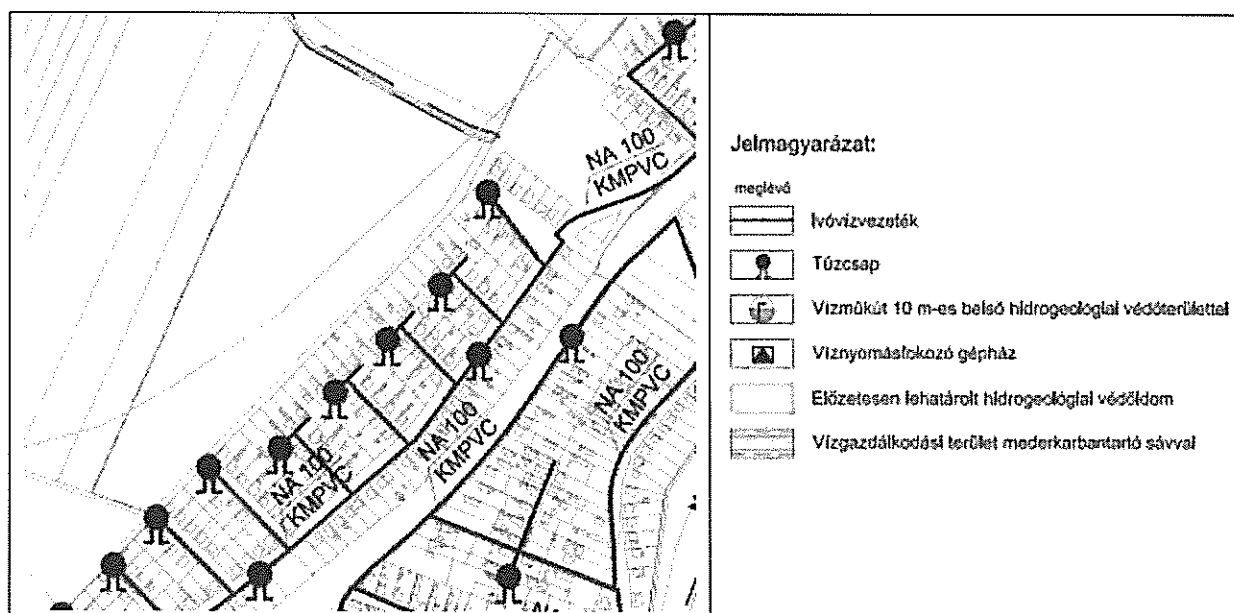 NA 100
KMPVC
NA 100
KMPVC
NA 100
KMPVC
NA 100
KMPVC
Jelmagyarázat:
meglévő
Ivóvízvezeték
Tűzcsap
Vízműkút 10 m-es belső hidrogeológiai védőterülettel
Víznyomásfokozó gépház
Előzetesen lehatárolt hidrogeológiai védőidom
Vízgazdálkodási terület mederkarbantartó sávval